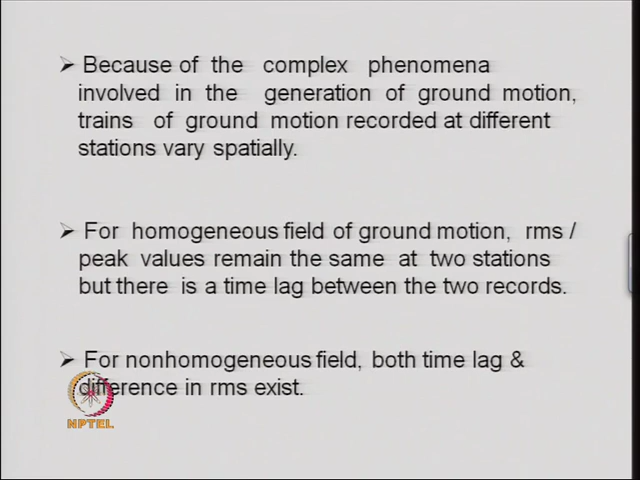 ➢ Because of the complex phenomena
involved in the generation of ground motion,
trains of ground motion recorded at different
stations vary spatially.
➢ For homogeneous field of ground motion, rms /
peak values remain the same at two stations
but there is a time lag between the two records.
➢ For nonhomogeneous field, both time lag &
difference in rms exist.
NPTEL